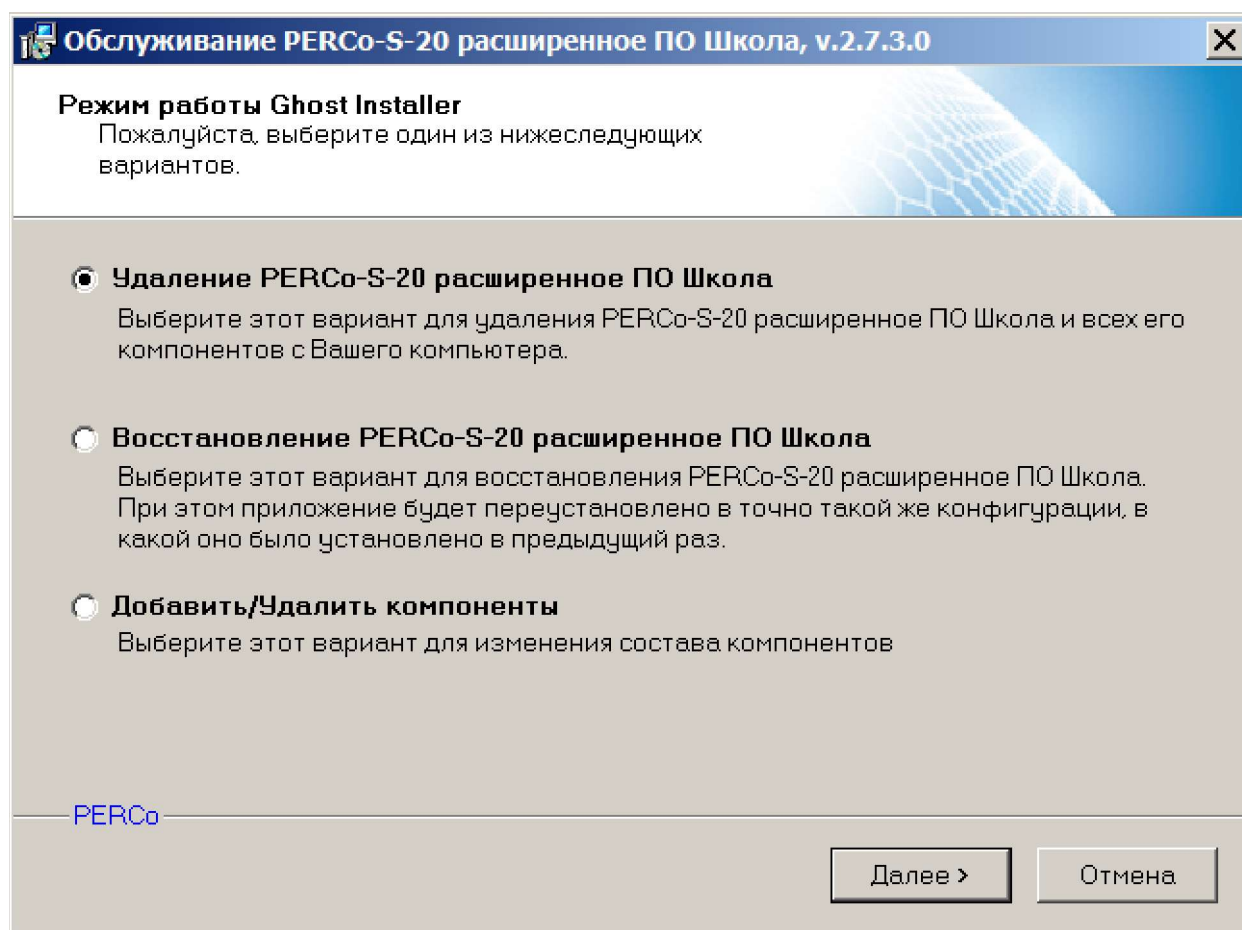 Обслуживание PERCo-S-20 расширенное ПО Школа, v.2.7.3.0
Режим работы Ghost Installer
Пожалуйста, выберите один из нижеследующих
вариантов.
Удаление PERCo-S-20 расширенное ПО Школа
Выберите этот вариант для удаления PERCo-S-20 расширенное ПО Школа и всех его
компонентов с Вашего компьютера.
Восстановление PERCo-S-20 расширенное ПО Школа
Выберите этот вариант для восстановления PERCo-S-20 расширенное ПО Школа.
При этом приложение будет переустановлено в точно такой же конфигурации, в
какой оно было установлено в предыдущий раз.
Добавить/Удалить компоненты
Выберите этот вариант для изменения состава компонентов
PERCo
Далее >
Отмена